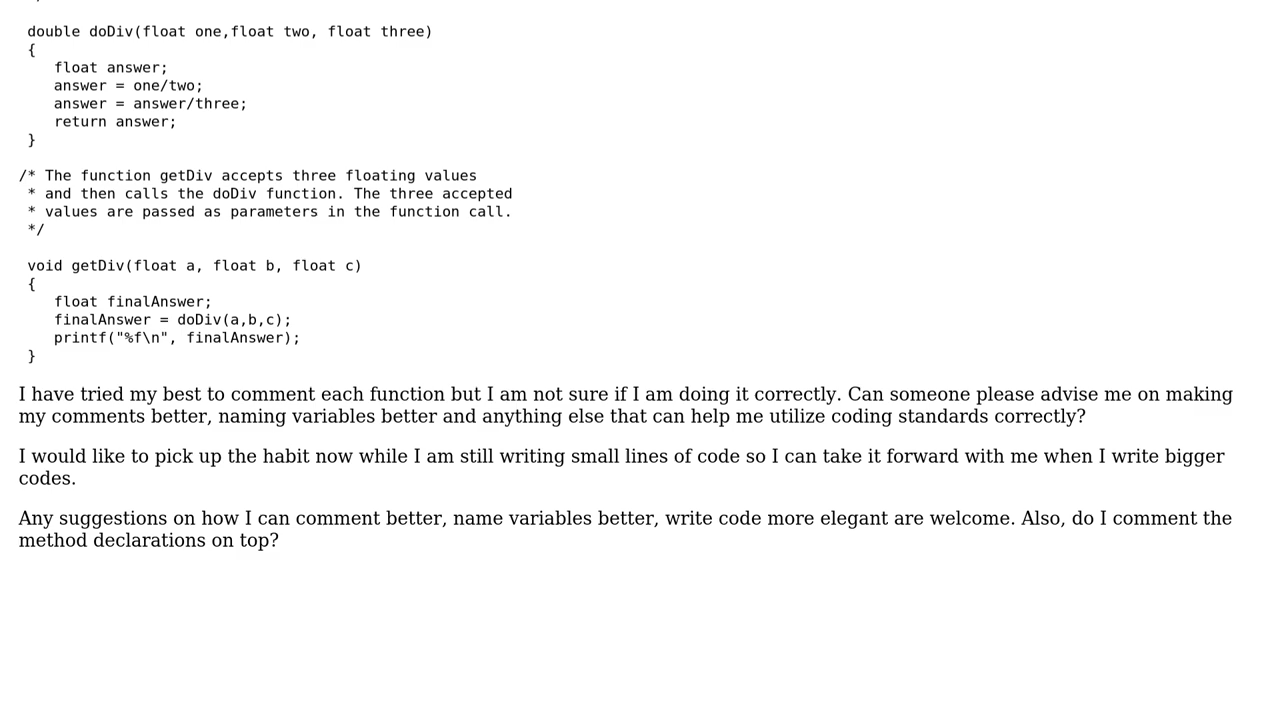 double doDiv(float one,float two, float three)
{
float answer;
answer = one/two;
answer = answer/three;
return answer;
}
/* The function getDiv accepts three floating values
* and then calls the doDiv function. The three accepted
* values are passed as parameters in the function call.
*/
void getDiv(float a, float b, float c)
{
float finalAnswer;
finalAnswer = doDiv(a,b,c);
printf("%f\n", finalAnswer);
}
I have tried my best to comment each function but I am not sure if I am doing it correctly. Can someone please advise me on making
my comments better, naming variables better and anything else that can help me utilize coding standards correctly?
I would like to pick up the habit now while I am still writing small lines of code so I can take it forward with me when I write bigger
codes.
Any suggestions on how I can comment better, name variables better, write code more elegant are welcome. Also, do I comment the
method declarations on top?